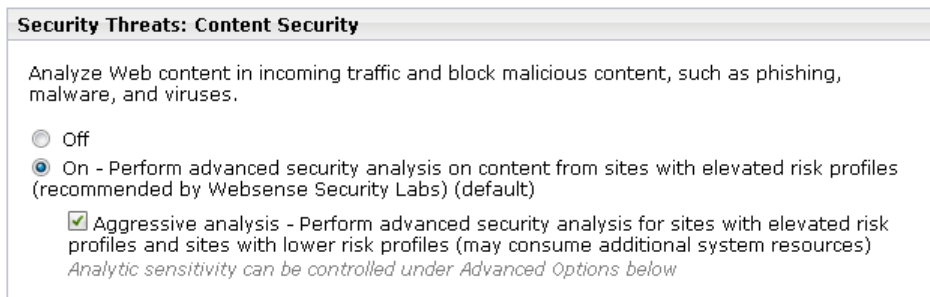 Security Threats: Content Security
Analyze Web content in incoming traffic and block malicious content, such as phishing,
malware, and viruses.
Off
On - Perform advanced security analysis on content from sites with elevated risk profiles
(recommended by Websense Security Labs) (default)
Aggressive analysis - Perform advanced security analysis for sites with elevated risk
profiles and sites with lower risk profiles (may consume additional system resources)
Analytic sensitivity can be controlled under Advanced Options below